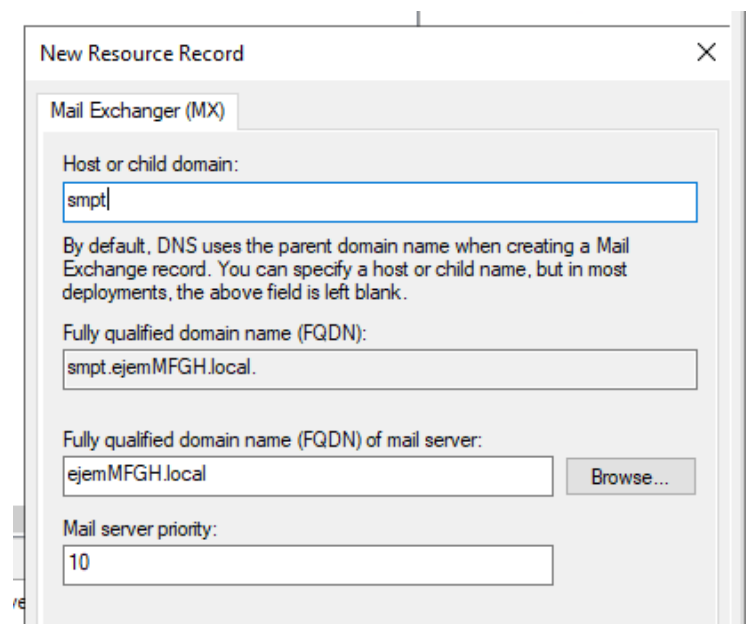 New Resource Record
Mail Exchanger (MX)
Host or child domain:
smpt
By default, DNS uses the parent domain name when creating a Mail
Exchange record. You can specify a host or child name, but in most
deployments, the above field is left blank.
Fully qualified domain name (FQDN):
smpt.ejemMFGH.local.
Fully qualified domain name (FQDN) of mail server:
ejemMFGH.local
Browse...
Mail server priority:
10